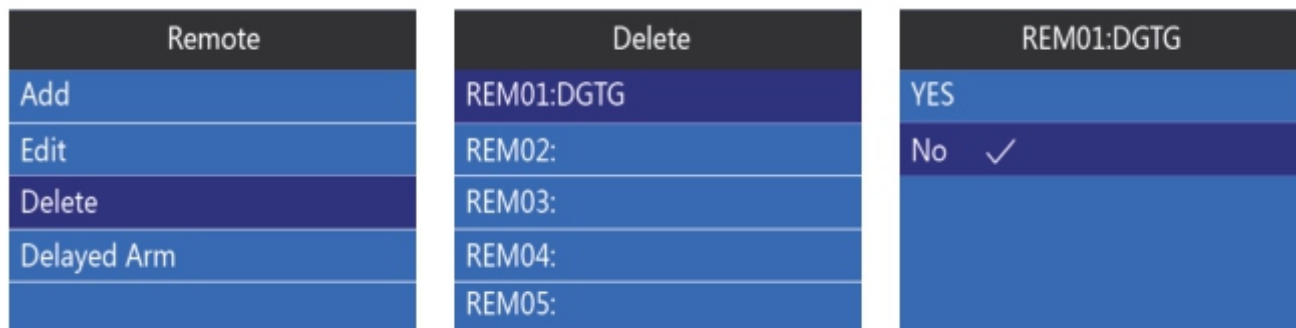 Remote
Add
Edit
Delete
Delayed Arm
Delete
REM01:DGTG
REM02:
REM03:
REM04:
REM05:
REM01:DGTG
YES
No ✓